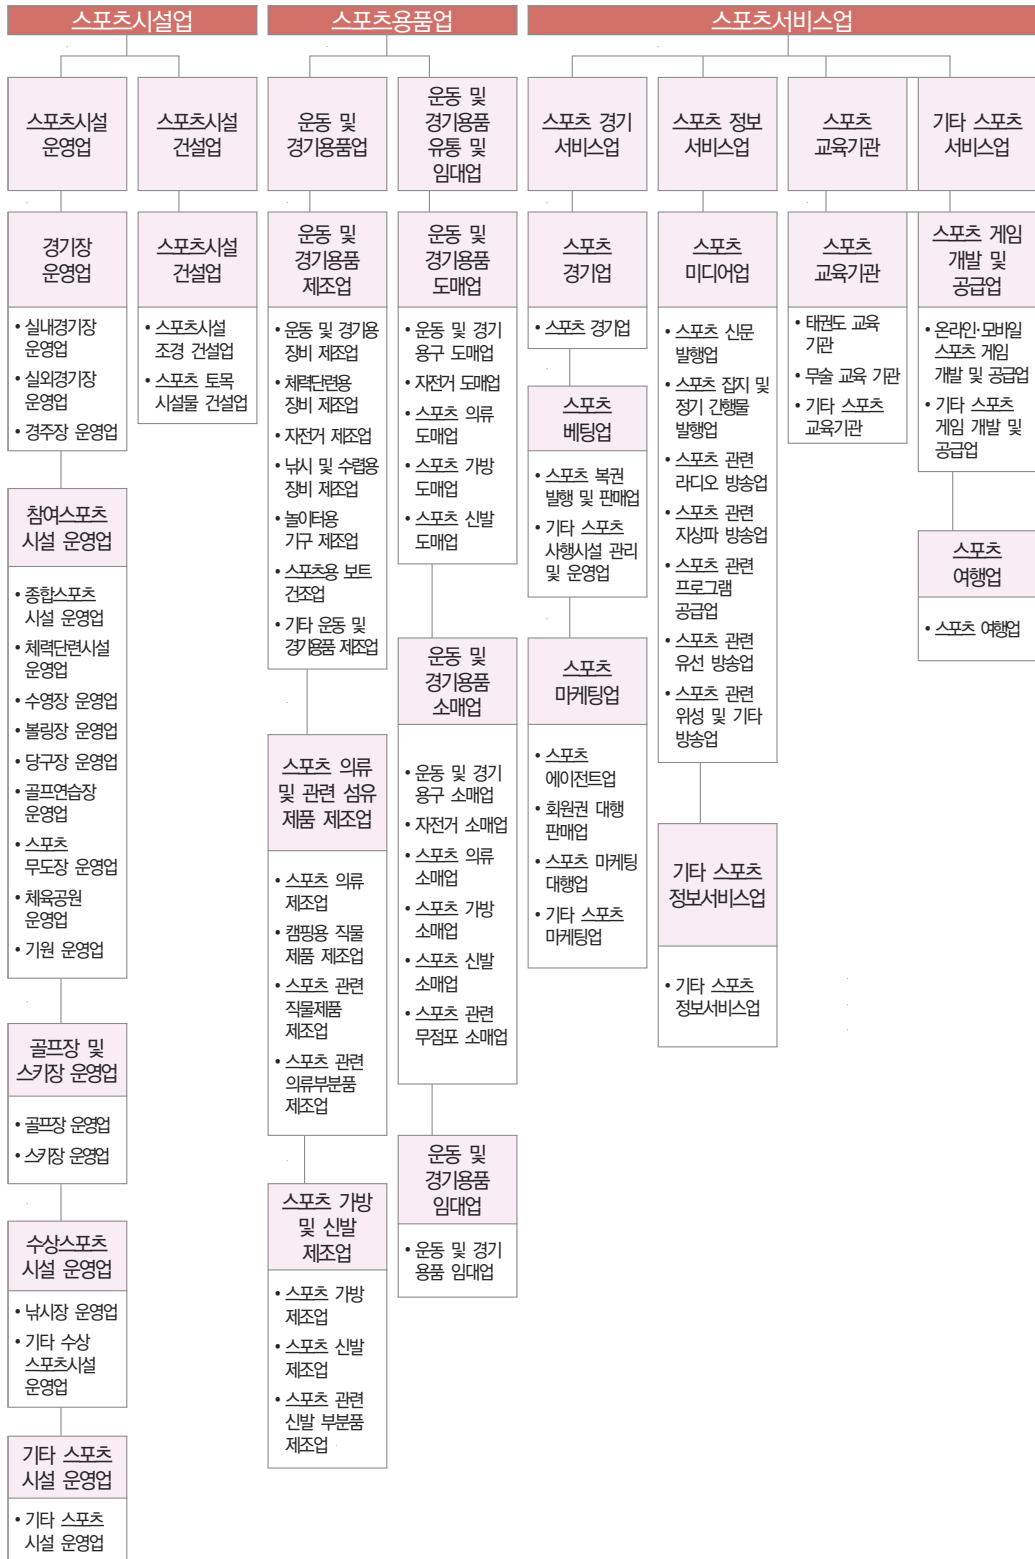 스포츠시설업
스포츠시설
운영업
경기장
운영업
• 실내경기장
운영업
• 실외경기장
운영업
• 경주장 운영업
참여스포츠
시설 운영업
• 종합스포츠
시설 운영업
• 체력단련시설
운영업
• 수영장 운영업
• 볼링장 운영업
• 당구장 운영업
• 골프연습장
운영업
• 스포츠
무도장 운영업
• 체육공원
운영업
• 기원 운영업
골프장 및
스키장 운영업
• 골프장 운영업
• 스키장 운영업
수상스포츠
시설 운영업
• 낚시장 운영업
• 기타 수상
스포츠시설
운영업
기타 스포츠
시설 운영업
• 기타 스포츠
시설 운영업
스포츠시설
건설업
스포츠시설
건설업
• 스포츠시설
조경 건설업
• 스포츠 토목
시설물 건설업
스포츠용품업
운동 및
경기용품업
운동 및
경기용품
제조업
• 운동 및 경기용
장비 제조업
• 체력단련용
장비 제조업
• 자전거 제조업
• 낚시 및 수렵용
장비 제조업
• 놀이터용
기구 제조업
• 스포츠용 보트
건조업
• 기타 운동 및
경기용품 제조업
스포츠 의류
및 관련 섬유
제품 제조업
• 스포츠 의류
제조업
• 캠핑용 직물
제품 제조업
• 스포츠 관련
직물제품
제조업
• 스포츠 관련
의류부분품
제조업
스포츠 가방
및 신발
제조업
• 스포츠 가방
제조업
• 스포츠 신발
제조업
• 스포츠 관련
신발 부분품
제조업
운동 및
경기용품
유통 및
임대업
운동 및
경기용품
도매업
• 운동 및 경기
용구 도매업
• 자전거 도매업
• 스포츠 의류
도매업
• 스포츠 가방
도매업
• 스포츠 신발
도매업
운동 및
경기용품
소매업
• 운동 및 경기
용구 소매업
• 자전거 소매업
• 스포츠 의류
소매업
• 스포츠 가방
소매업
• 스포츠 신발
소매업
• 스포츠 관련
무점포 소매업
운동 및
경기용품
임대업
• 운동 및 경기
용품 임대업
스포츠서비스업
스포츠 경기
서비스업
스포츠
경기업
• 스포츠 경기업
스포츠
베팅업
• 스포츠 복권
발행 및 판매업
• 기타 스포츠
사행시설 관리
및 운영업
스포츠
마케팅업
• 스포츠
에이전트업
• 회원권 대행
판매업
• 스포츠 마케팅
대행업
• 기타 스포츠
마케팅업
스포츠 정보
서비스업
스포츠
미디어업
• 스포츠 신문
발행업
• 스포츠 잡지 및
정기 간행물
발행업
• 스포츠 관련
라디오 방송업
• 스포츠 관련
지상파 방송업
• 스포츠 관련
프로그램
공급업
• 스포츠 관련
유선 방송업
• 스포츠 관련
위성 및 기타
방송업
기타 스포츠
정보서비스업
• 기타 스포츠
정보서비스업
스포츠
교육기관
스포츠
교육기관
• 태권도 교육
기관
• 무술 교육 기관
• 기타 스포츠
교육기관
기타 스포츠
서비스업
스포츠 게임
개발 및
공급업
• 온라인·모바일
스포츠 게임
개발 및 공급업
• 기타 스포츠
게임 개발 및
공급업
스포츠
여행업
• 스포츠 여행업